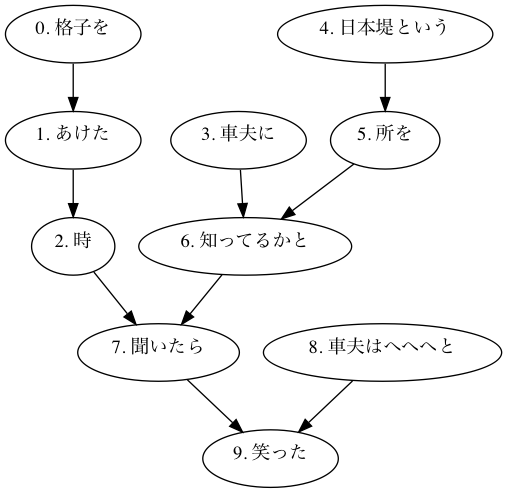 0. 格子を
4. 日本堤という
1. あけた
3. 車夫に
5. 所を
2. 時
6. 知ってるかと
7. 聞いたら
8. 車夫はへへへと
9. 笑った